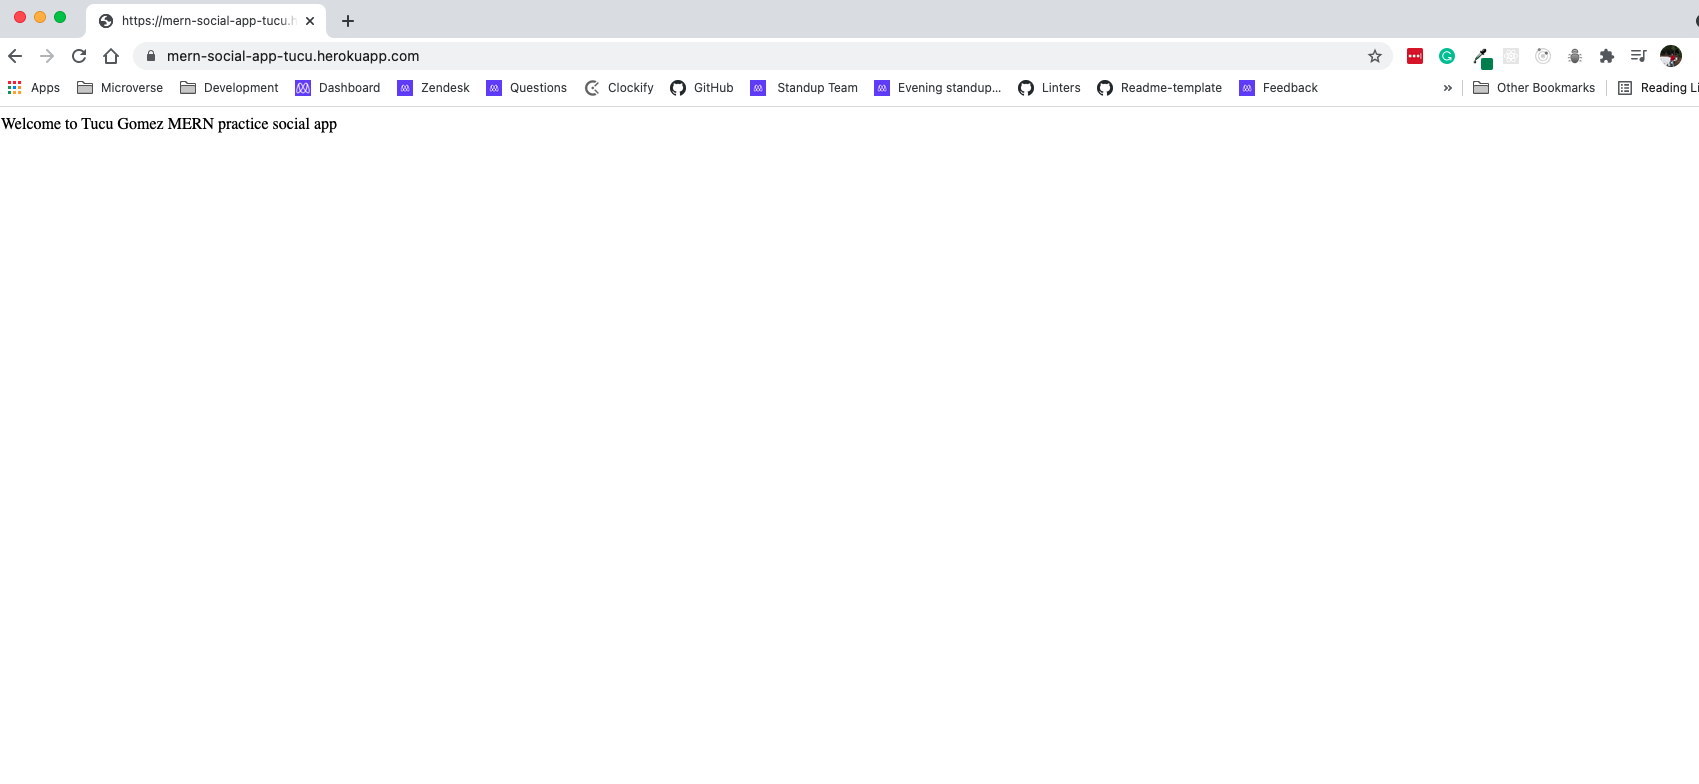 https://mern-social-app-tucu.h
mern-social-app-tucu.herokuapp.com
Apps Microverse Development Dashboard Zendesk Questions Clockify GitHub Standup Team Evening standup... Linters Readme-template Feedback » Other Bookmarks Reading Li
Welcome to Tucu Gomez MERN practice social app